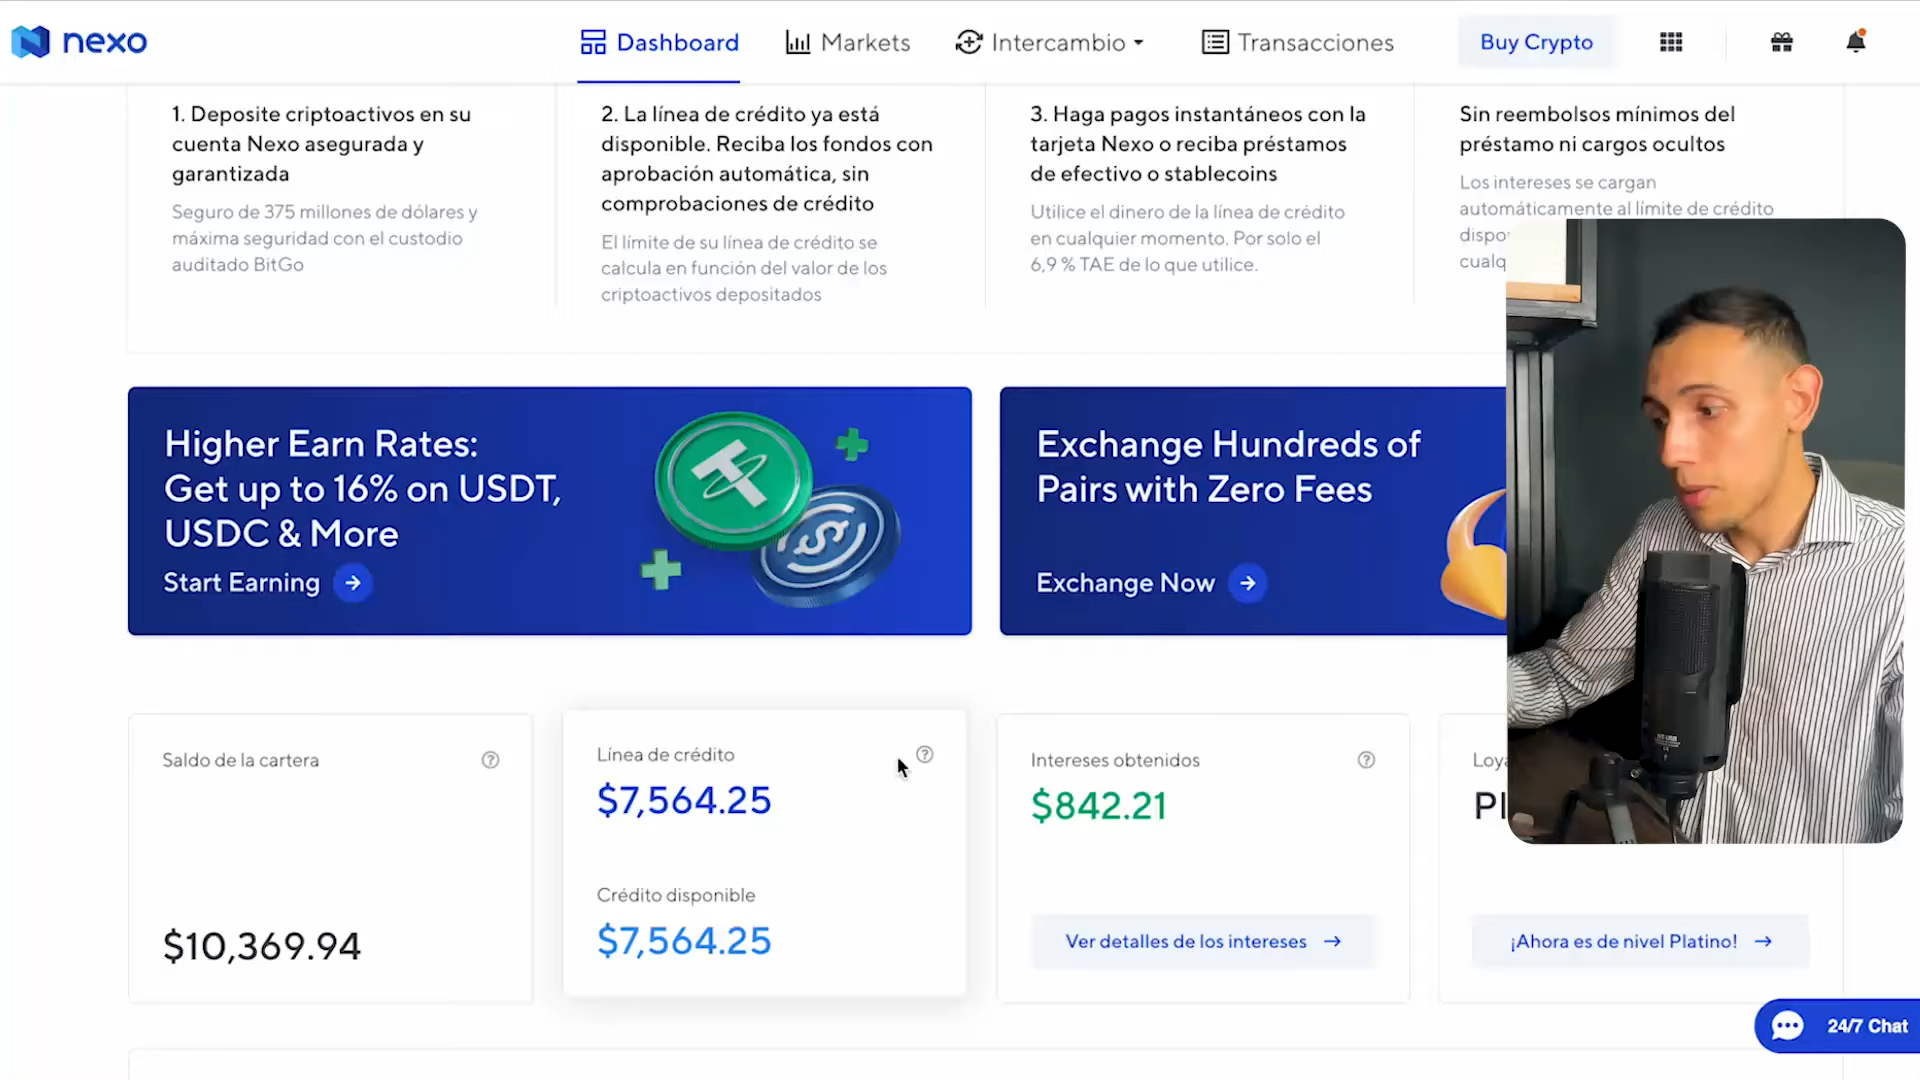 nexo
Dashboard
Markets
Intercambio
Transacciones
Buy Crypto
1. Deposite criptoactivos en su
cuenta Nexo asegurada y
garantizada
Seguro de 375 millones de dólares y
máxima seguridad con el custodio
auditado BitGo
2. La línea de crédito ya está
disponible. Reciba los fondos con
aprobación automática, sin
comprobaciones de crédito
El límite de su línea de crédito se
calcula en función del valor de los
criptoactivos depositados
3. Haga pagos instantáneos con la
tarjeta Nexo o reciba préstamos
de efectivo o stablecoins
Utilice el dinero de la línea de crédito
en cualquier momento. Por solo el
6,9 % TAE de lo que utilice.
Sin reembolsos mínimos del
préstamo ni cargos ocultos
Los intereses se cargan
automáticamente al límite de crédito
Higher Earn Rates:
Get up to 16% on USDT,
USDC & More
Start Earning
Exchange Hundreds of
Pairs with Zero Fees
Exchange Now
Saldo de la cartera
$10,369.94
Línea de crédito
$7,564.25
Crédito disponible
$7,564.25
Intereses obtenidos
$842.21
Ver detalles de los intereses
¡Ahora es de nivel Platino!
24/7 Chat